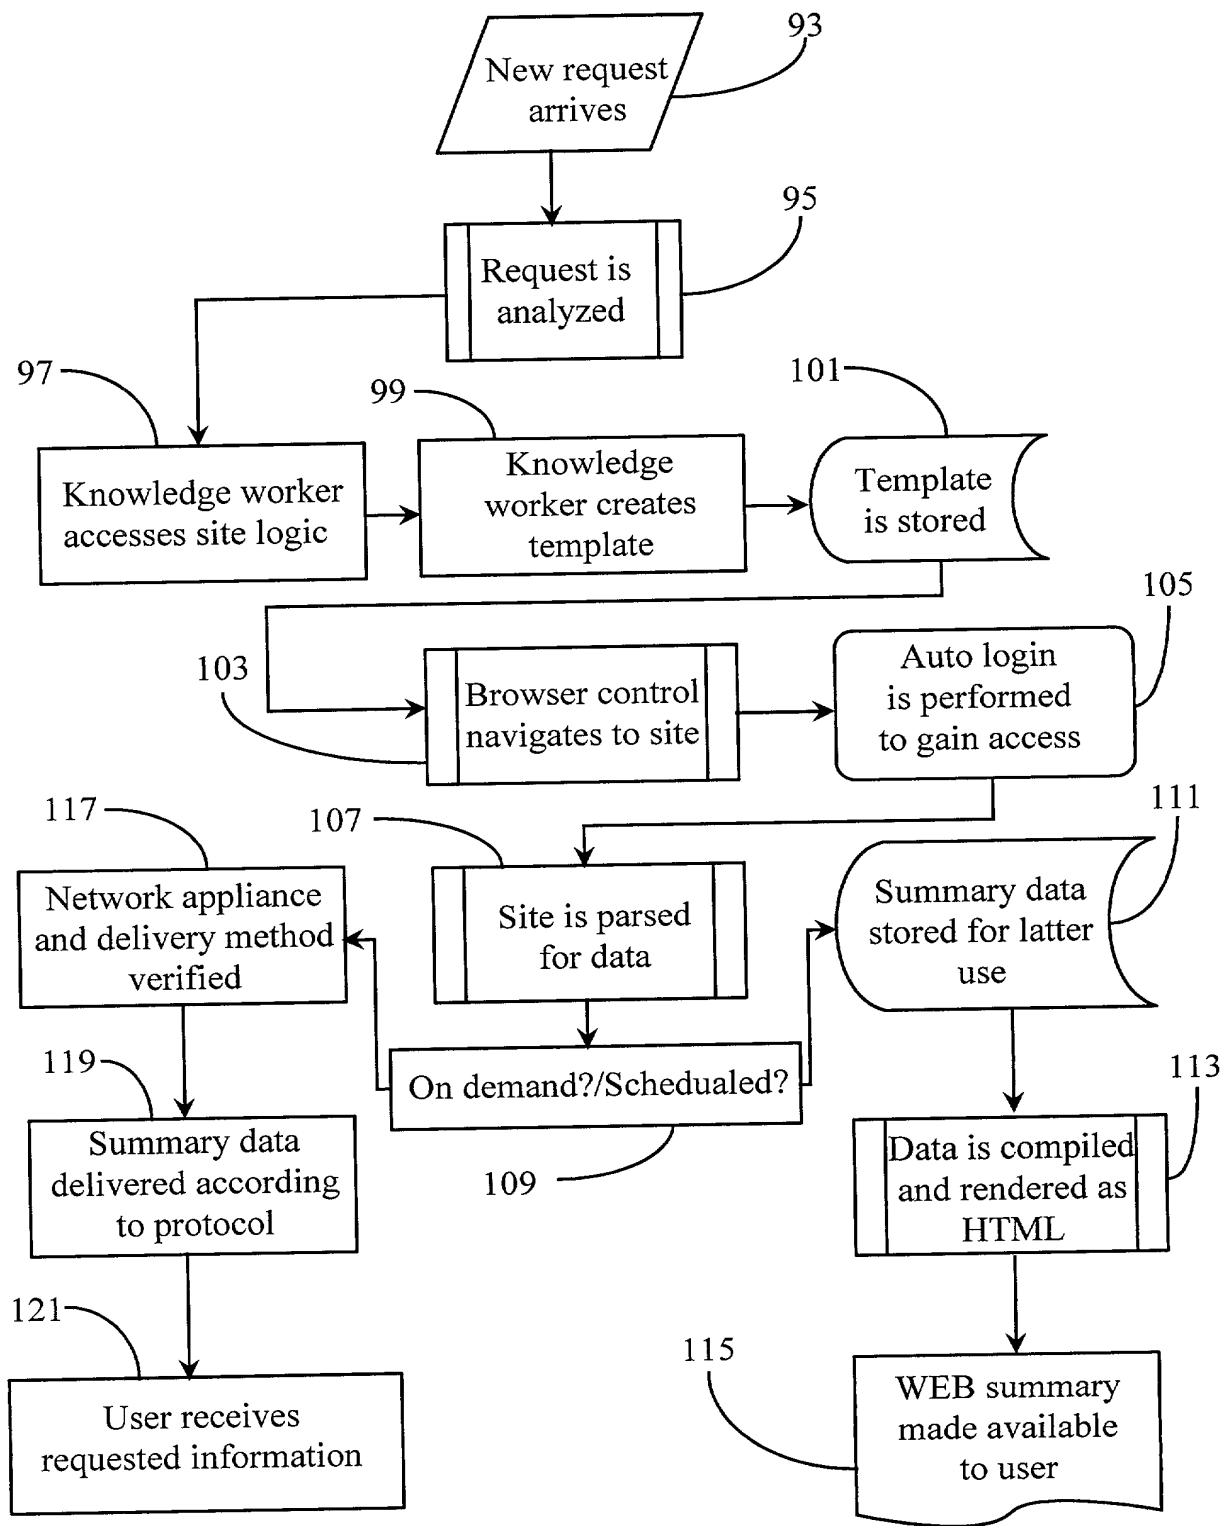 93
New request
arrives
95
Request is
analyzed
97
Knowledge worker
accesses site logic
99
Knowledge
worker creates
template
101
Template
is stored
103
Browser control
navigates to site
105
Auto login
is performed
to gain access
107
Site is parsed
for data
117
Network appliance
and delivery method
verified
111
Summary data
stored for latter
use
On demand?/Schedualed?
109
119
Summary data
delivered according
to protocol
113
Data is compiled
and rendered as
HTML
121
User receives
requested information
115
WEB summary
made available
to user